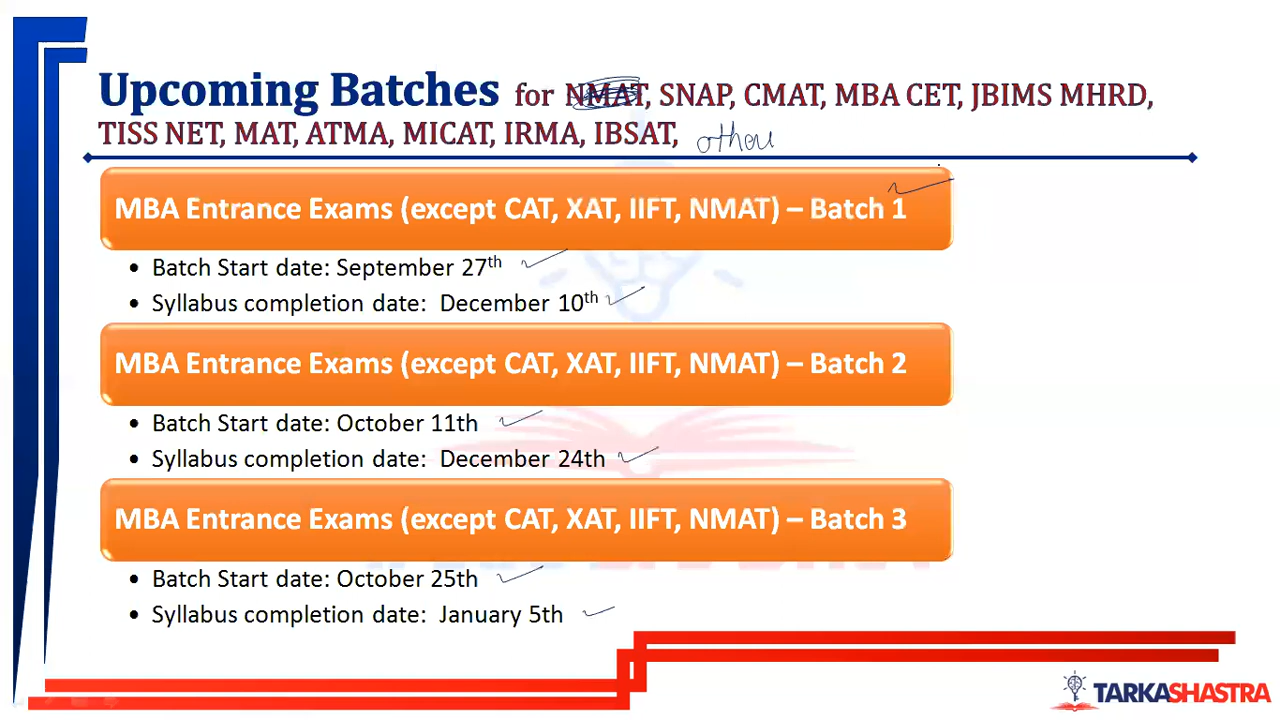 Upcoming Batches for NMAT, SNAP, CMAT, MBA CET, JBIMS MHRD,
TISS NET, MAT, ATMA, MICAT, IRMA, IBSAT,
MBA Entrance Exams (except CAT, XAT, IIFT, NMAT) – Batch 1
• Batch Start date: September 27th
• Syllabus completion date: December 10th
MBA Entrance Exams (except CAT, XAT, IIFT, NMAT) – Batch 2
• Batch Start date: October 11th
• Syllabus completion date: December 24th
MBA Entrance Exams (except CAT, XAT, IIFT, NMAT) – Batch 3
• Batch Start date: October 25th
• Syllabus completion date: January 5th
TARKASHASTRA